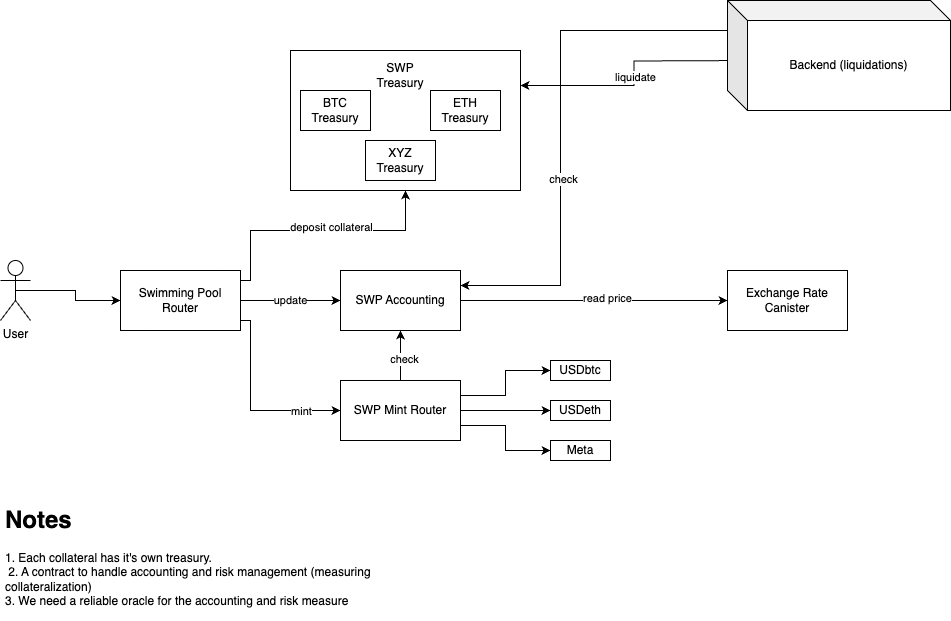 SWP
Treasury
BTC
Treasury
ETH
Treasury
XYZ
Treasury
Backend (liquidations)
liquidate
check
deposit collateral
User
Swimming Pool
Router
update
SWP Accounting
read price
Exchange Rate
Canister
check
mint
SWP Mint Router
USDbtc
USDeth
Meta
Notes
1. Each collateral has it's own treasury.
2. A contract to handle accounting and risk management (measuring
collateralization)
3. We need a reliable oracle for the accounting and risk measure